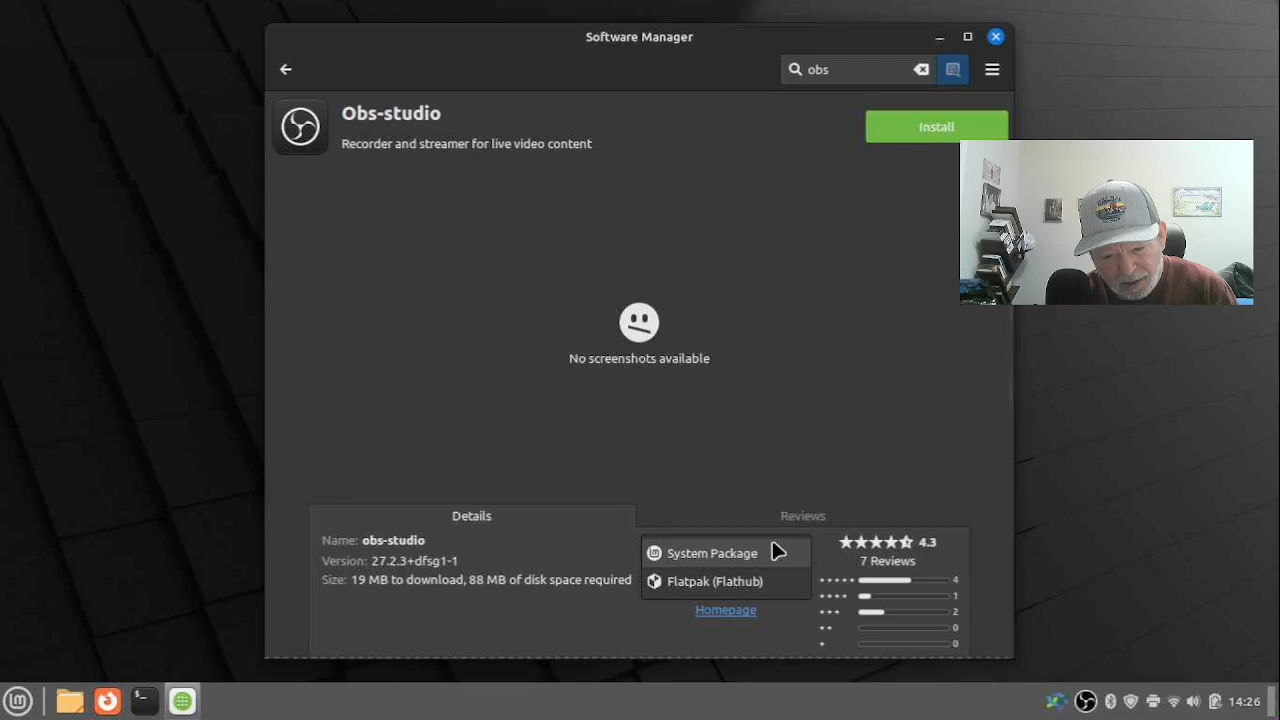 Software Manager
obs
Obs-studio
Install
Recorder and streamer for live video content
No screenshots available
Details
Reviews
Name: obs-studio
Version: 27.2.3+dfsg1-1
Size: 19 MB to download, 88 MB of disk space required
System Package
Flatpak (Flathub)
Homepage
★★★★⯪ 4.3
7 Reviews
★★★★★ 4
★★★★ 1
★★★ 2
★★ 0
★ 0
14:26